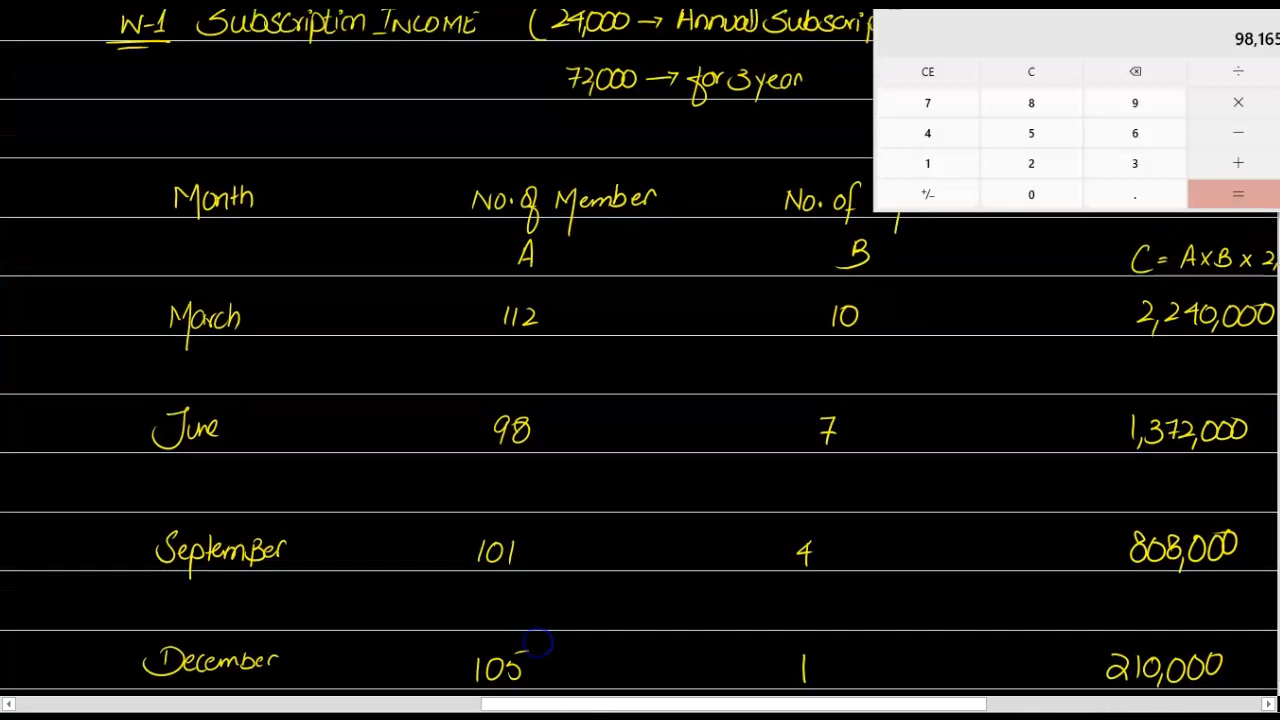 W-1 Subscription INCOME (24,000 → Annual Subscrip
98,165
72,000 → for 3 year
CE C ⌫ ÷
7 8 9 ×
4 5 6 −
1 2 3 +
+/− 0 . =
Month No. of Member No. of
A B C = A×B × 2,
March 112 10 2,240,000
June 98 7 1,372,000
September 101 4 808,000
December 105 1 210,000